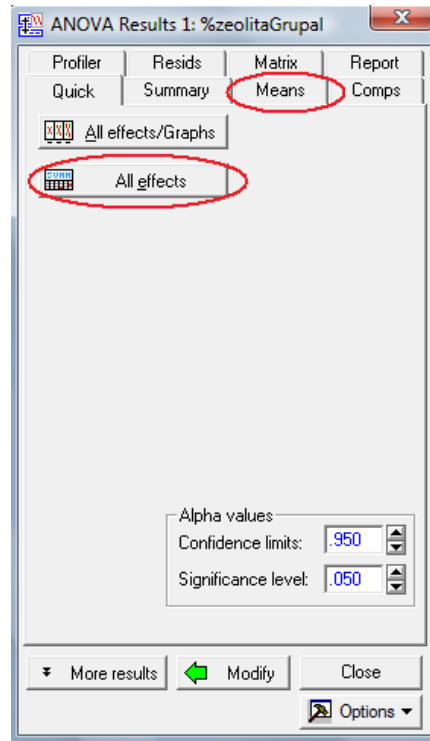 ANOVA Results 1: %zeolitaGrupal
Profiler Resids Matrix Report
Quick Summary Means Comps
All effects/Graphs
SUMM
All effects
Alpha values
Confidence limits: .950
Significance level: .050
More results Modify Close
Options